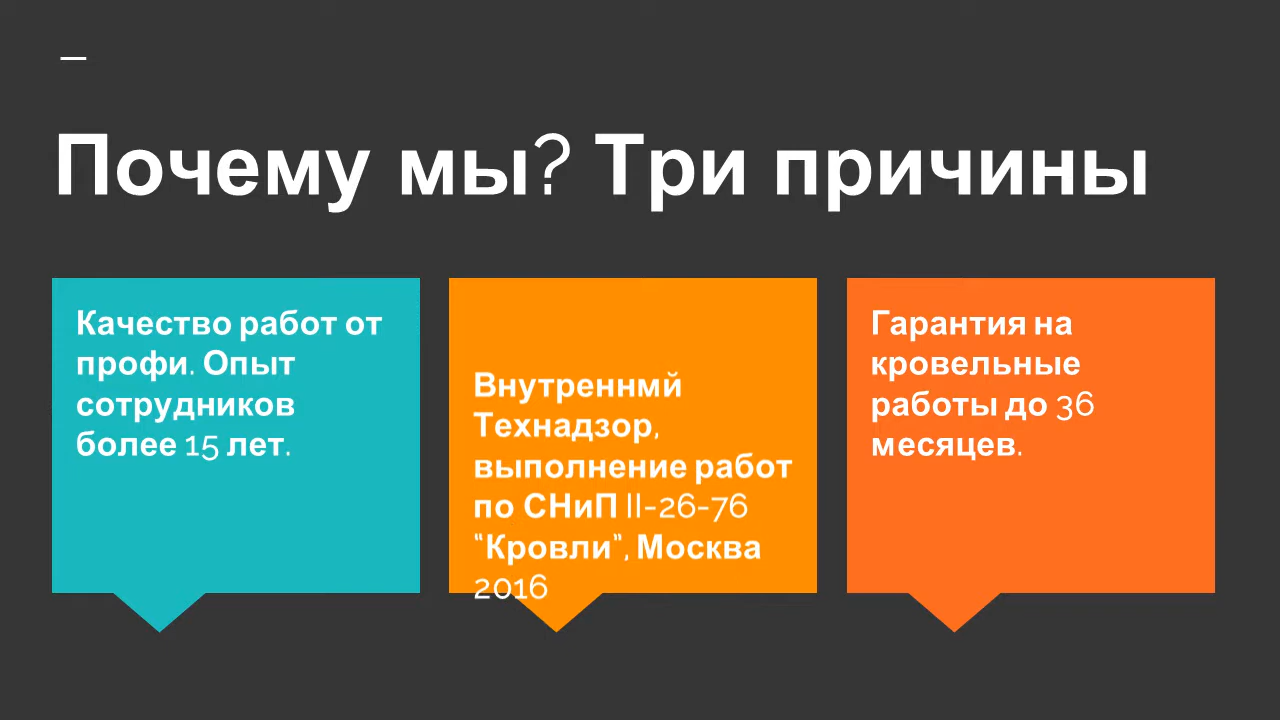 Почему мы? Три причины
Качество работ от
профи. Опыт
сотрудников
более 15 лет.
Внутреннмй
Технадзор,
выполнение работ
по СНиП II-26-76
“Кровли”, Москва
2016
Гарантия на
кровельные
работы до 36
месяцев.